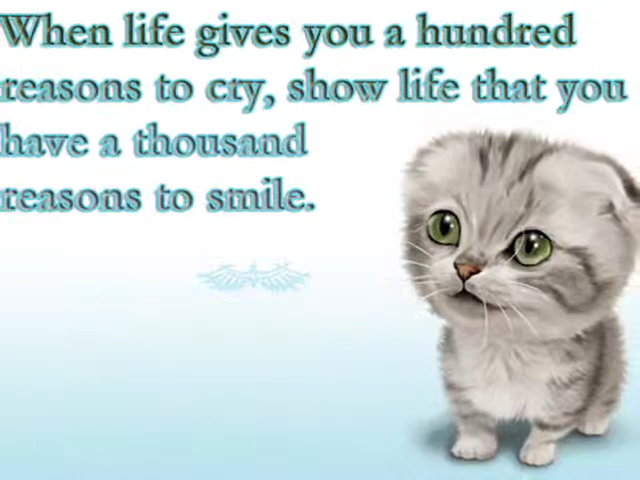 When life gives you a hundred
reasons to cry, show life that you
have a thousand
reasons to smile.